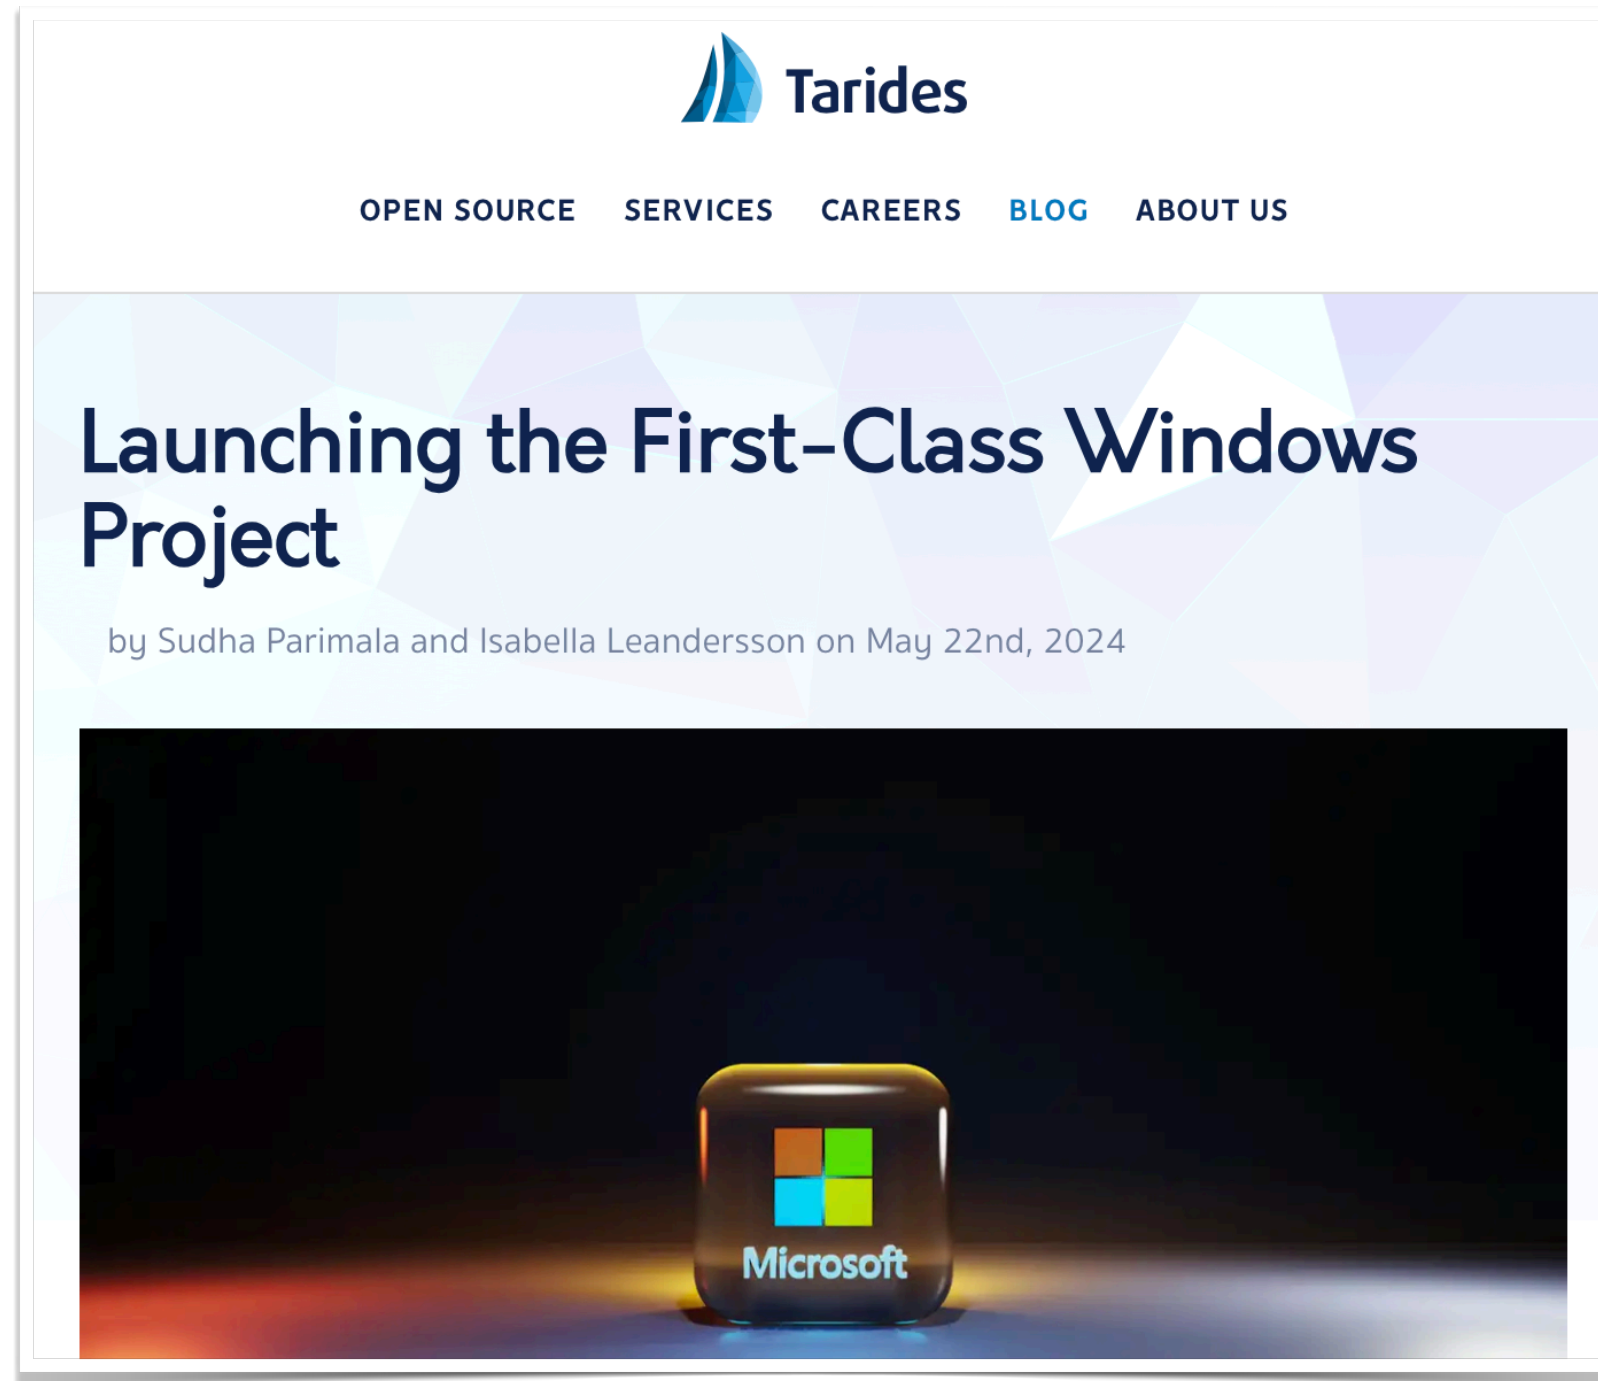 Tarides
OPEN SOURCE SERVICES CAREERS BLOG ABOUT US
Launching the First-Class Windows
Project
by Sudha Parimala and Isabella Leandersson on May 22nd, 2024
Microsoft